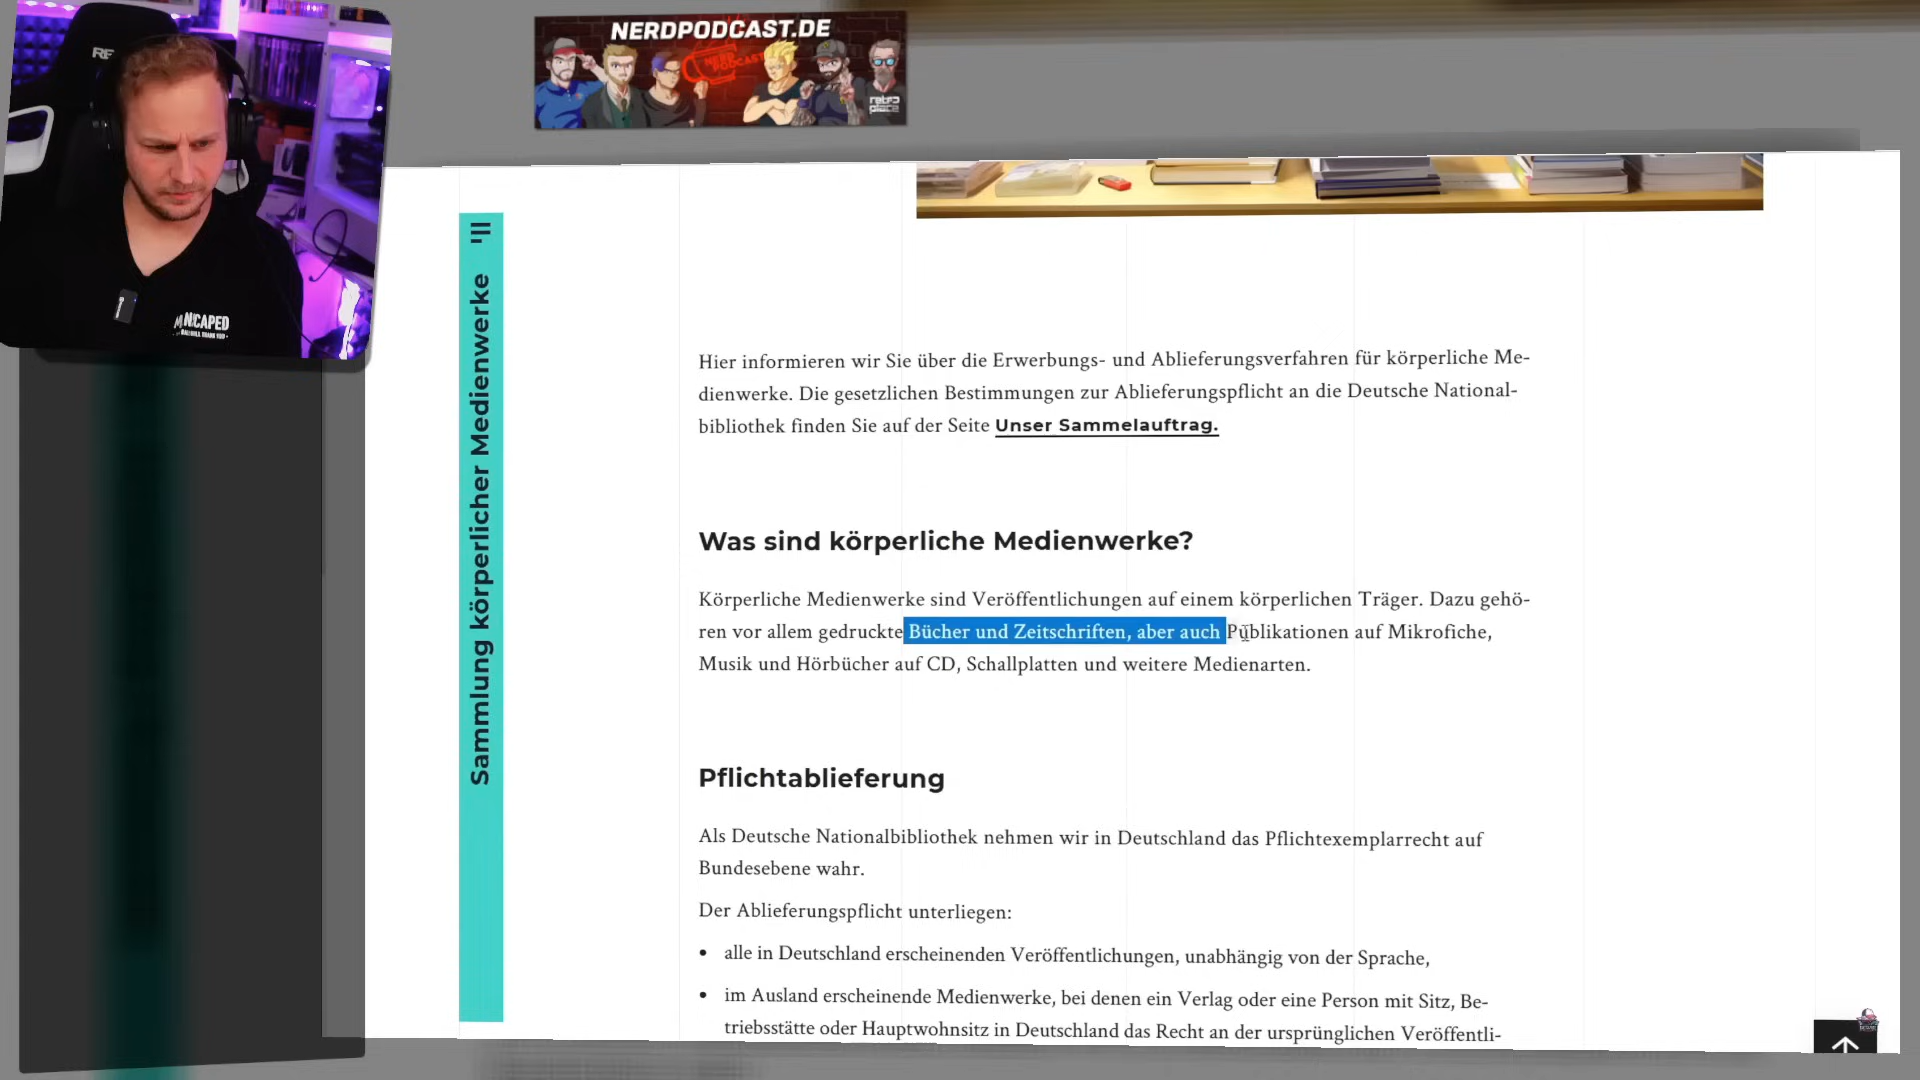 NERDPODCAST.DE
NERD
PODCAST
retro
place
RE
MANSCAPED
Sammlung körperlicher Medienwerke
Hier informieren wir Sie über die Erwerbungs- und Ablieferungsverfahren für körperliche Me-
dienwerke. Die gesetzlichen Bestimmungen zur Ablieferungspflicht an die Deutsche National-
bibliothek finden Sie auf der Seite Unser Sammelauftrag.
Was sind körperliche Medienwerke?
Körperliche Medienwerke sind Veröffentlichungen auf einem körperlichen Träger. Dazu gehö-
ren vor allem gedruckte Bücher und Zeitschriften, aber auch Publikationen auf Mikrofiche,
Musik und Hörbücher auf CD, Schallplatten und weitere Medienarten.
Pflichtablieferung
Als Deutsche Nationalbibliothek nehmen wir in Deutschland das Pflichtexemplarrecht auf
Bundesebene wahr.
Der Ablieferungspflicht unterliegen:
• alle in Deutschland erscheinenden Veröffentlichungen, unabhängig von der Sprache,
• im Ausland erscheinende Medienwerke, bei denen ein Verlag oder eine Person mit Sitz, Be-
triebsstätte oder Hauptwohnsitz in Deutschland das Recht an der ursprünglichen Veröffentli-